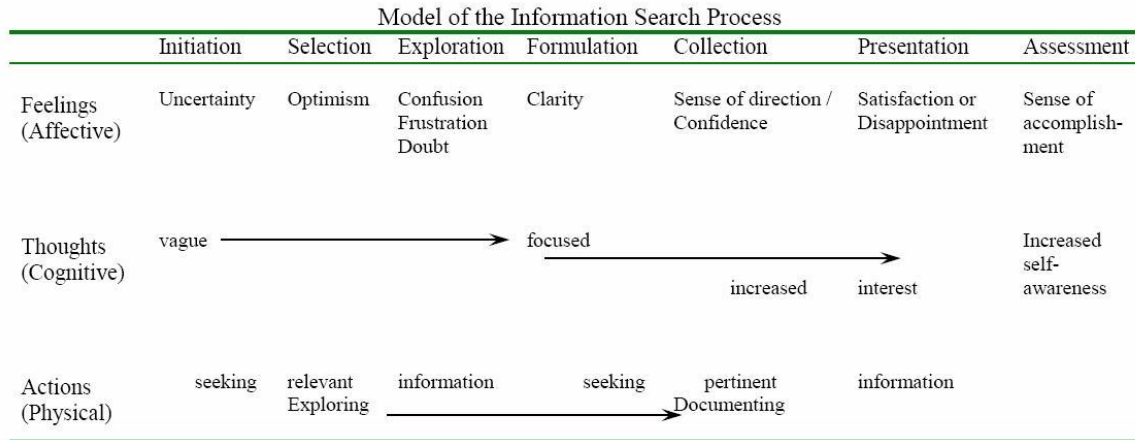 Model of the Information Search Process
Initiation Selection Exploration Formulation Collection Presentation Assessment
Feelings (Affective)
Uncertainty
Optimism
Confusion
Frustration
Doubt
Clarity
Sense of direction /
Confidence
Satisfaction or
Disappointment
Sense of
accomplish-
ment
Thoughts
(Cognitive)
vague
focused
increased interest
Increased
self-
awareness
Actions
(Physical)
seeking relevant information seeking pertinent information
Exploring Documenting